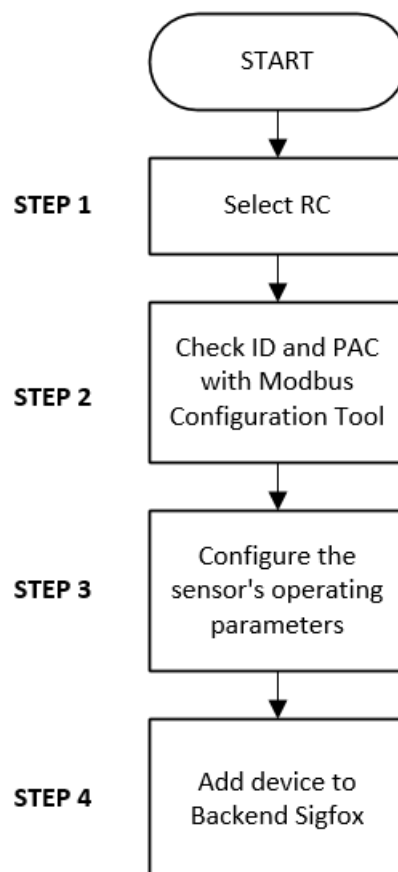 START
STEP 1
Select RC
STEP 2
Check ID and PAC
with Modbus
Configuration Tool
STEP 3
Configure the
sensor's operating
parameters
STEP 4
Add device to
Backend Sigfox